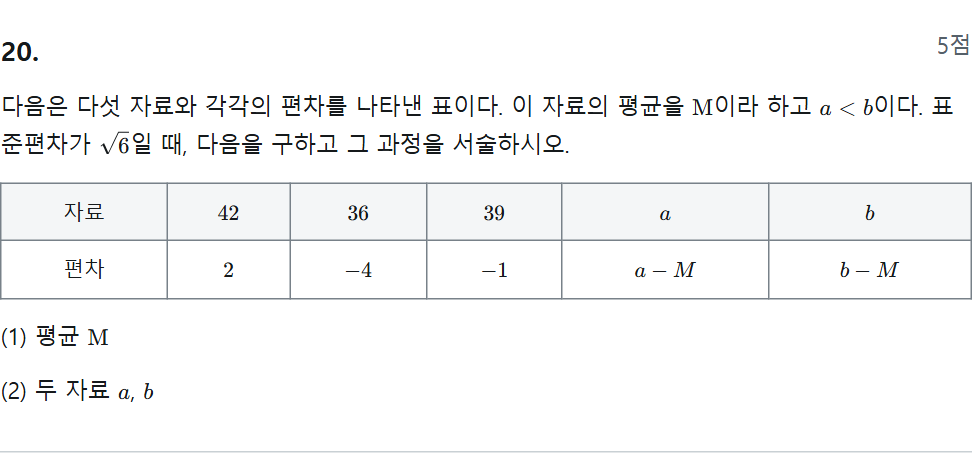 20.
5점
다음은 다섯 자료와 각각의 편차를 나타낸 표이다. 이 자료의 평균을 M이라 하고 a < b이다. 표
준편차가 √6일 때, 다음을 구하고 그 과정을 서술하시오.
자료 42 36 39 a b
편차 2 −4 −1 a − M b − M
(1) 평균 M
(2) 두 자료 a, b